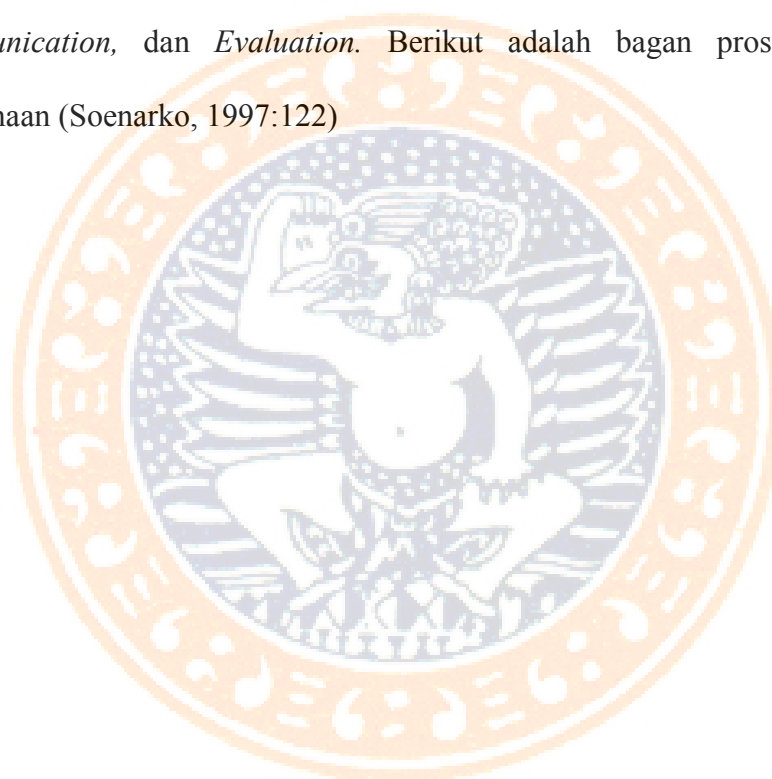 unication, dan Evaluation. Berikut adalah bagan pros
naan (Soenarko, 1997:122)